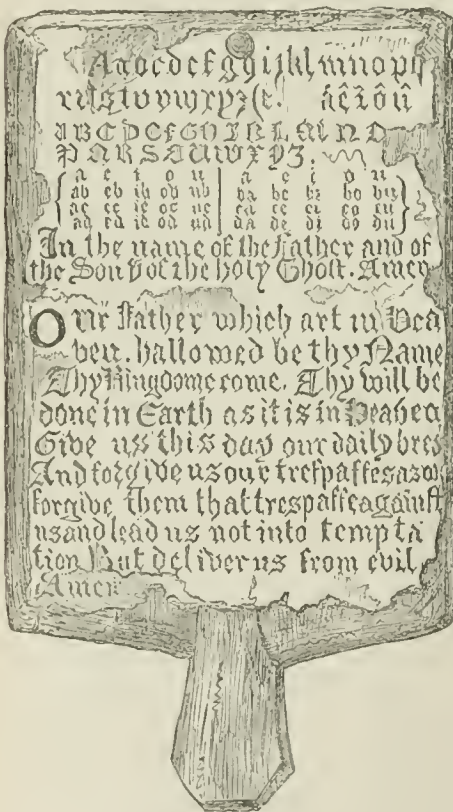 Aabcdefghijklmnopq
rzſstuvwxyz&e. âêîôû
ABCDEFGHIKLMNO
PQRSTUWXYZ.
a e i o u a e i o u
ab eb ib ob ub ba be bi bo bu
ac ec ic oc uc ca ce ci co cu
ad ed id od ud da de di do du
In the name of the Father and of
the Son & of the holy Ghoſt. Amen
Our Father which art in Hea
ven. hallowed be thy Name
Thy Kingdome come. Thy will be
done in Earth as it is in Heaven
Give us this day our daily brea
And forgive us our treſpaſſes as we
forgive them that treſpaſſe againſt
us and lead us not into tempta
tion But deliver us from evil
Amen